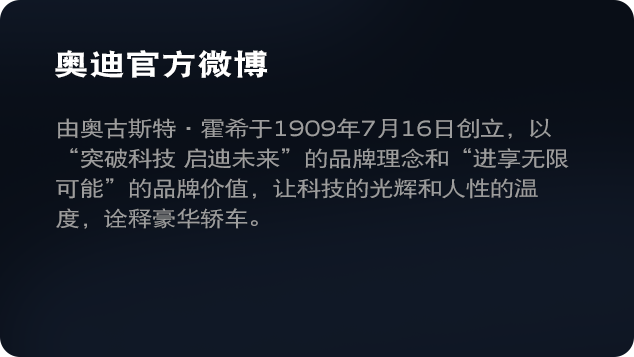 奥迪官方微博
由奥古斯特·霍希于1909年7月16日创立，以
“突破科技 启迪未来”的品牌理念和“进享无限
可能”的品牌价值，让科技的光辉和人性的温
度，诠释豪华轿车。